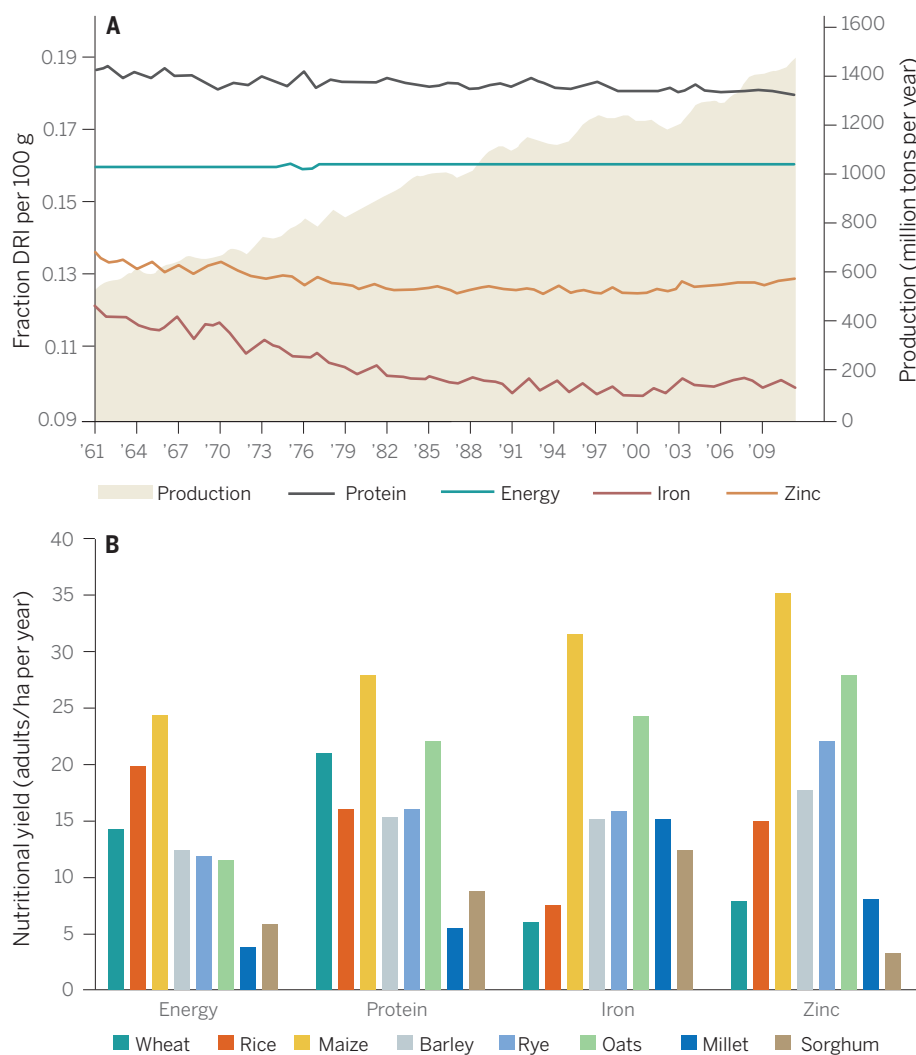 A
Fraction DRI per 100 g
0.19
0.17
0.15
0.13
0.11
0.09
Production (million tons per year)
1600
1400
1200
1000
800
600
400
200
0
'61 '64 '67 '70 '73 '76 '79 '82 '85 '88 '91 '94 '97 '00 '03 '06 '09
Production Protein Energy Iron Zinc
B
Nutritional yield (adults/ha per year)
40
35
30
25
20
15
10
5
0
Energy Protein Iron Zinc
Wheat Rice Maize Barley Rye Oats Millet Sorghum